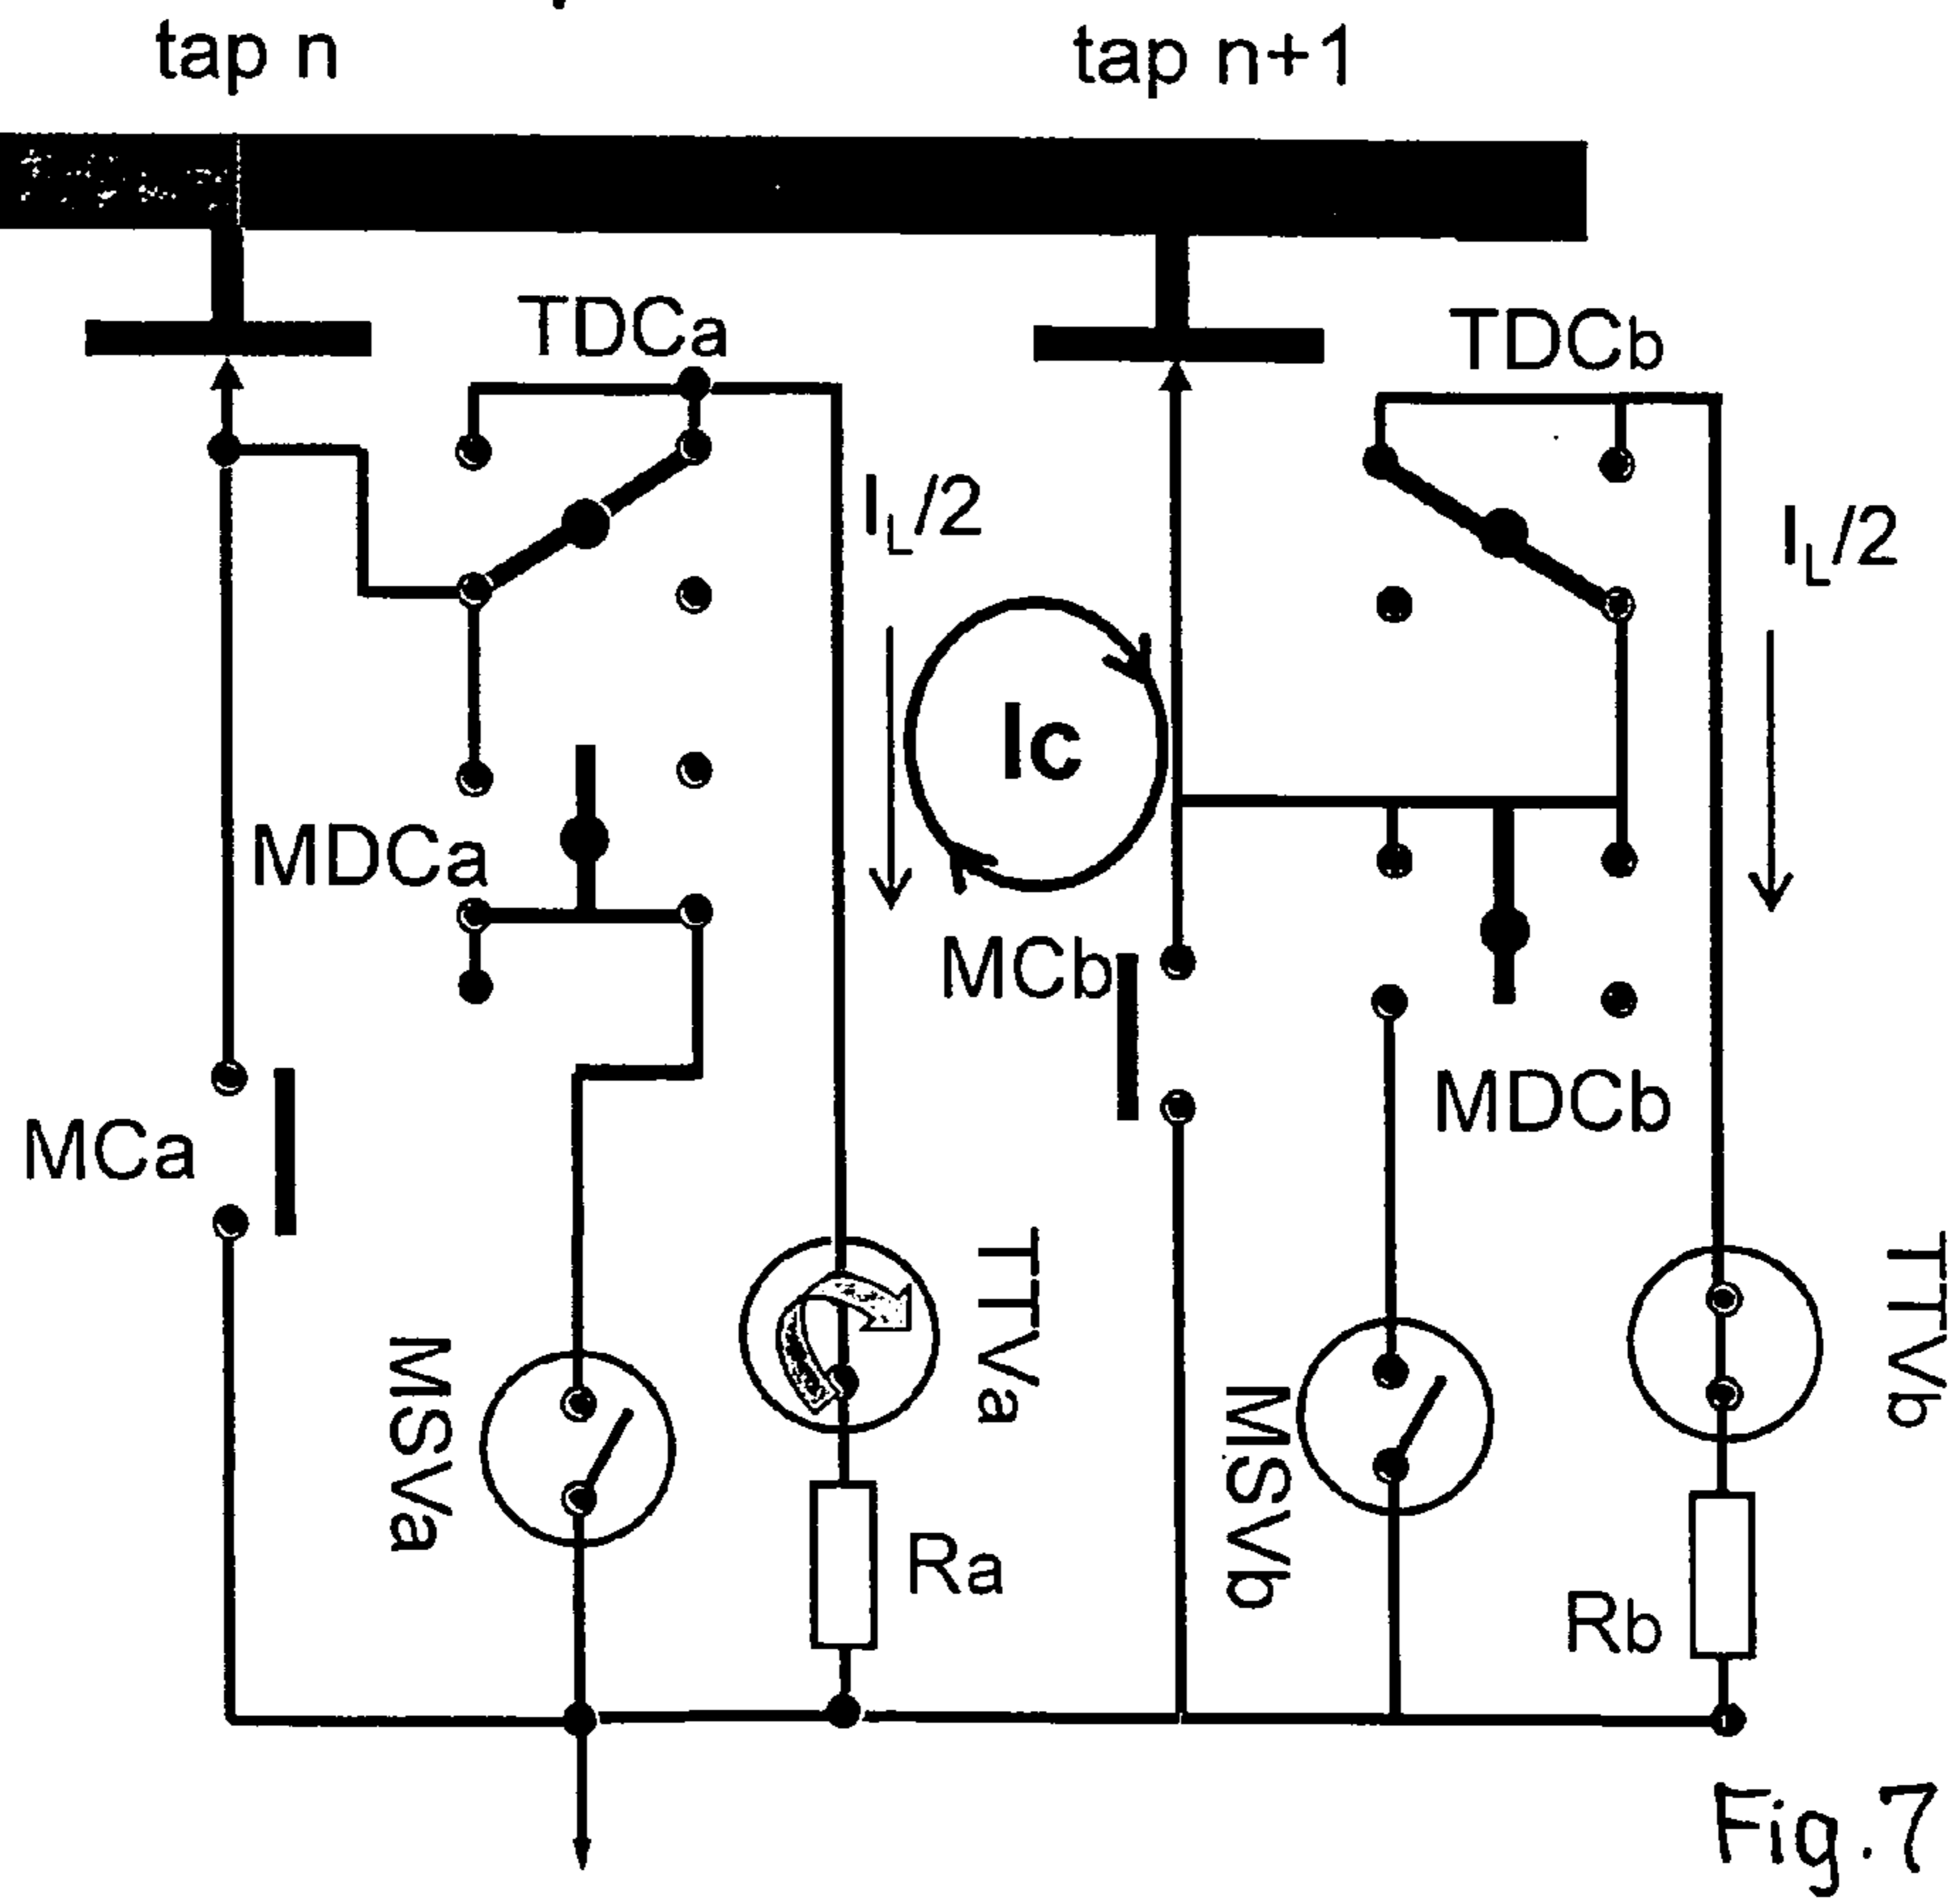 tap n
tap n+1
TDCa
TDCb
IL/2
IL/2
Ic
MDCa
MCb
MDCb
MCa
TTVa
TTVb
MSVa
MSVb
Ra
Rb
Fig.7